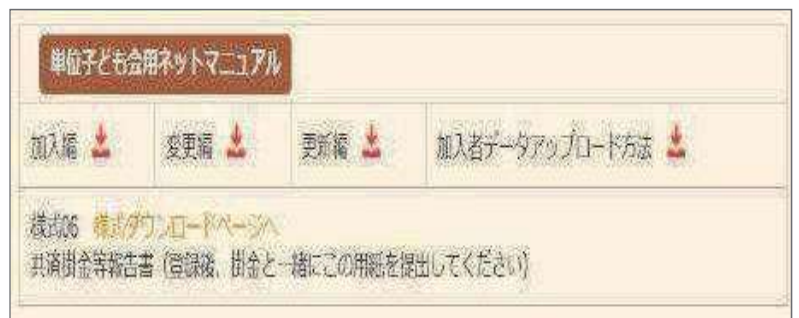 単位子ども会用ネットマニュアル
加入編 変更編 更新編 加入者データアップロード方法
様式06 様式ダウンロードページへ
共済掛金等報告書（登録後、掛金と一緒にこの用紙を提出してください）